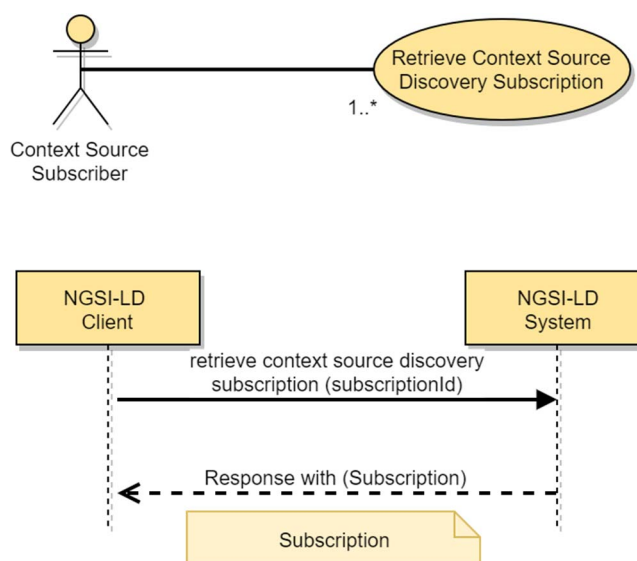 Retrieve Context Source
Discovery Subscription
1..*
Context Source
Subscriber
NGSI-LD
Client
NGSI-LD
System
retrieve context source discovery
subscription (subscriptionId)
Response with (Subscription)
Subscription